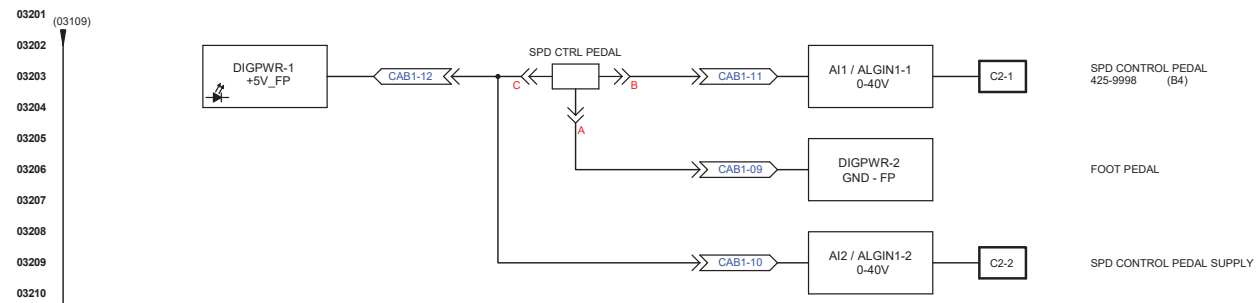 03201
(03109)
03202
SPD CTRL PEDAL
DIGPWR-1
+5V_FP
CAB1-12
C
B
CAB1-11
AI1 / ALGIN1-1
0-40V
C2-1
SPD CONTROL PEDAL
425-9998 (B4)
03203
03204
A
03205
03206
CAB1-09
DIGPWR-2
GND - FP
FOOT PEDAL
03207
03208
03209
CAB1-10
AI2 / ALGIN1-2
0-40V
C2-2
SPD CONTROL PEDAL SUPPLY
03210